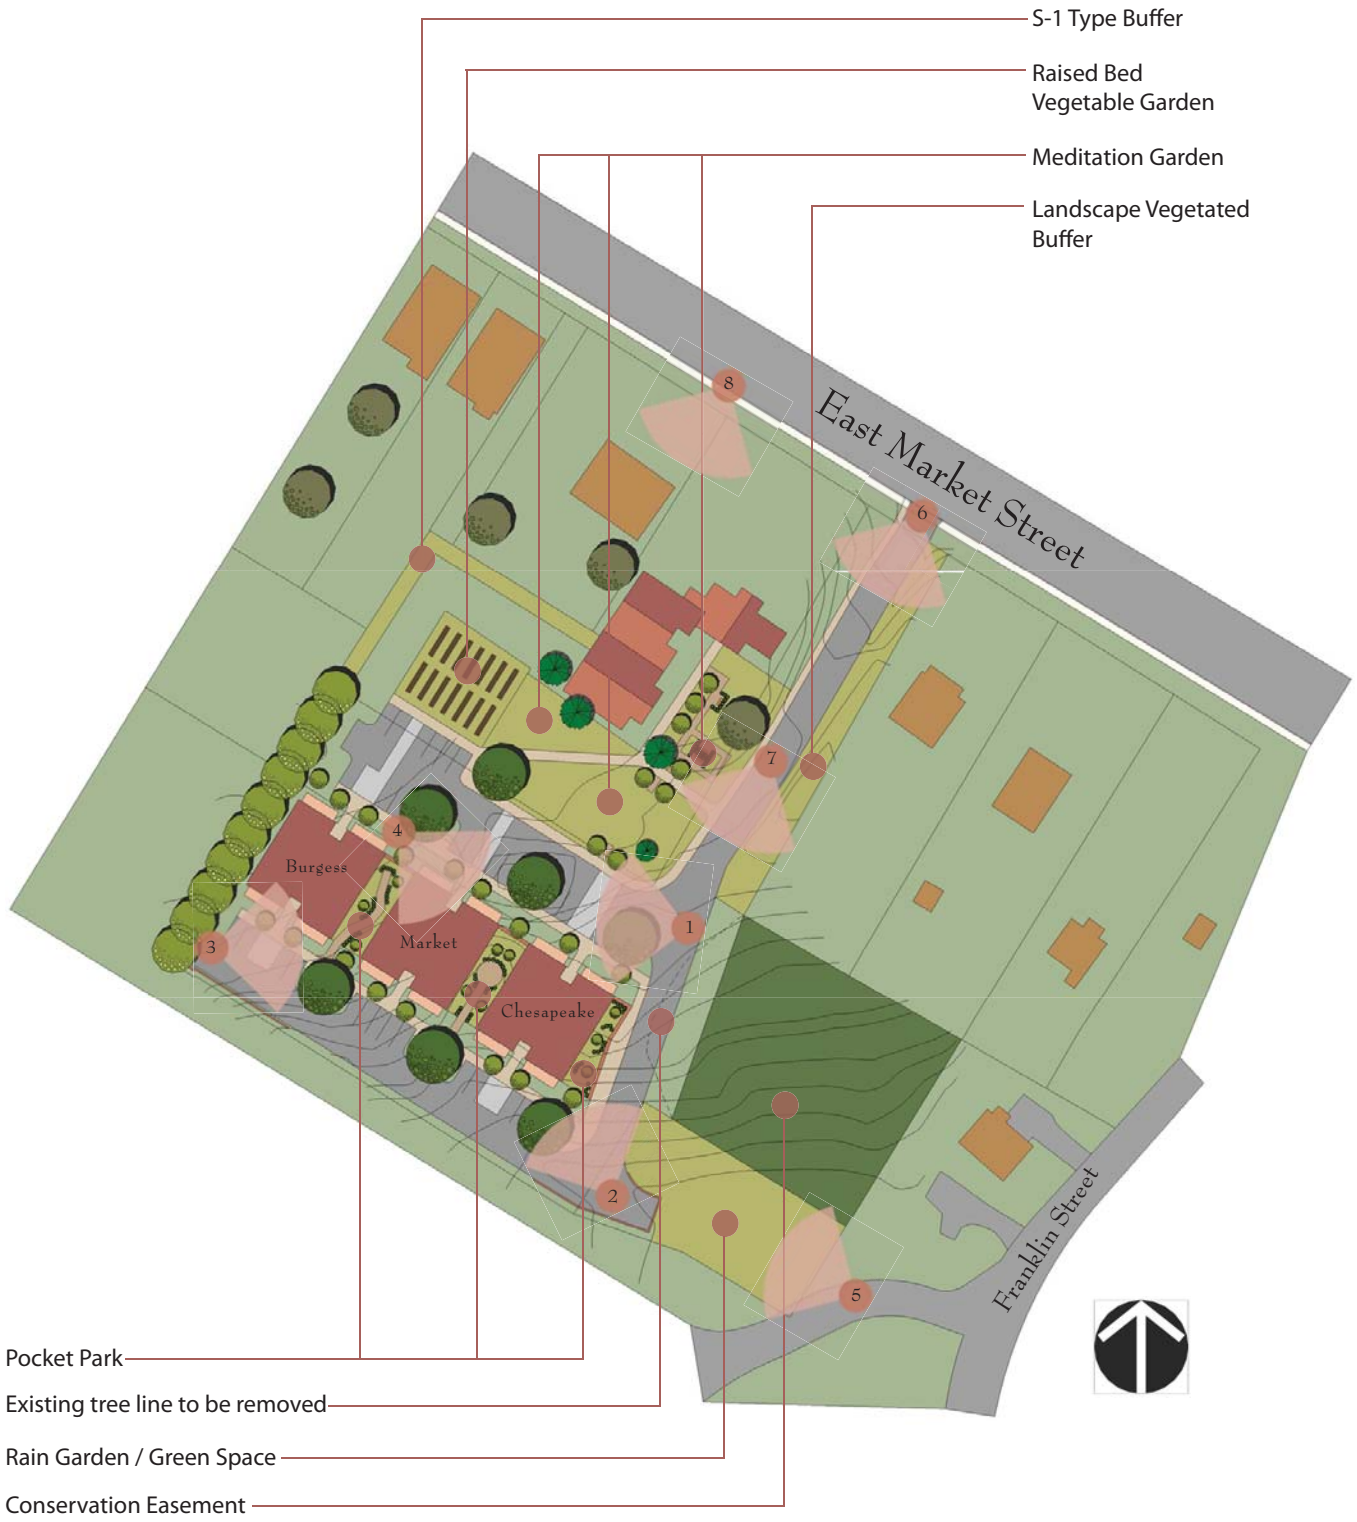 S-1 Type Buffer
Raised Bed
Vegetable Garden
Meditation Garden
Landscape Vegetated
Buffer
8
East Market Street
6
7
4
Burgess
1
Market
3
Chesapeake
2
Franklin Street
5
Pocket Park
Existing tree line to be removed
Rain Garden / Green Space
Conservation Easement